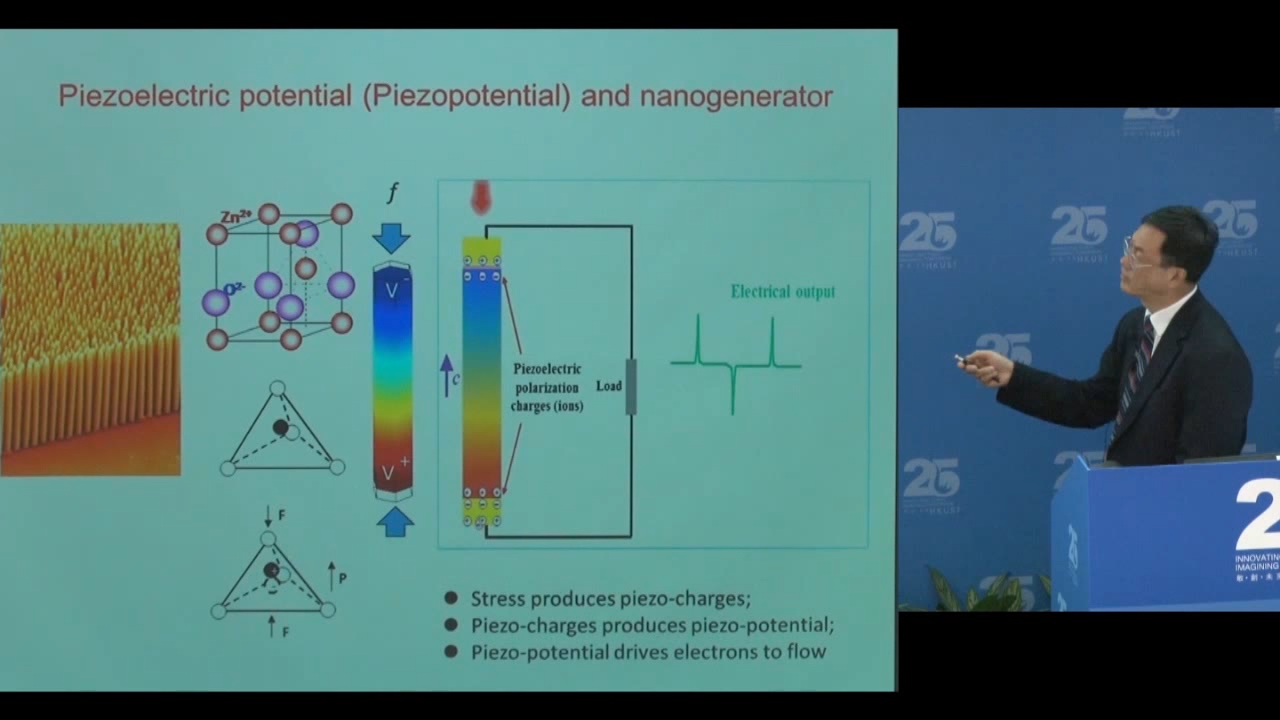 Piezoelectric potential (Piezopotential) and nanogenerator
Zn²⁺
O²⁻
f
V -
V +
F
P
F
c
Piezoelectric
polarization
charges (ions)
Load
Electrical output
● Stress produces piezo-charges;
● Piezo-charges produces piezo-potential;
● Piezo-potential drives electrons to flow
25
HKUST
25
25
25
25
25
25
2
INNOVATING
IMAGINING